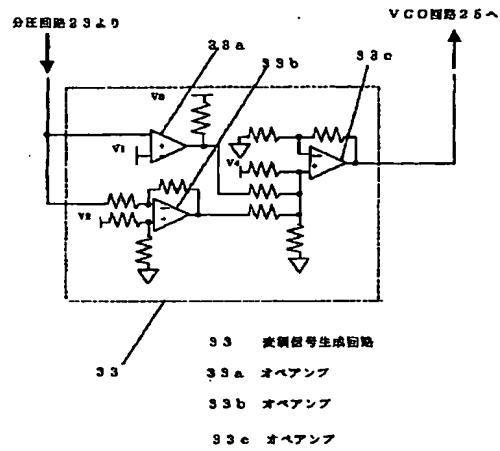 分圧回路23より
VCO回路25へ
33a
33b
33c
V3
V1
V4
V2
33
33 変調信号生成回路
33a オペアンプ
33b オペアンプ
33c オペアンプ